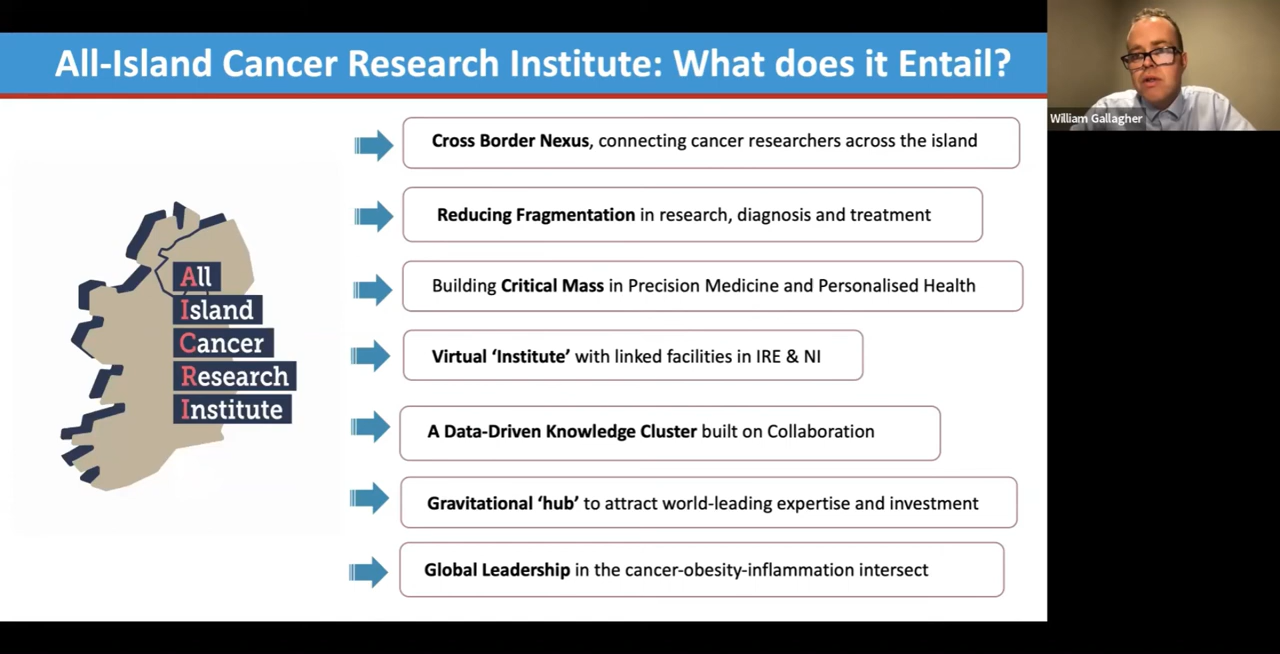 All-Island Cancer Research Institute: What does it Entail?
William Gallagher
Cross Border Nexus, connecting cancer researchers across the island
Reducing Fragmentation in research, diagnosis and treatment
Building Critical Mass in Precision Medicine and Personalised Health
Virtual ‘Institute’ with linked facilities in IRE & NI
A Data-Driven Knowledge Cluster built on Collaboration
Gravitational ‘hub’ to attract world-leading expertise and investment
Global Leadership in the cancer-obesity-inflammation intersect
All
Island
Cancer
Research
Institute